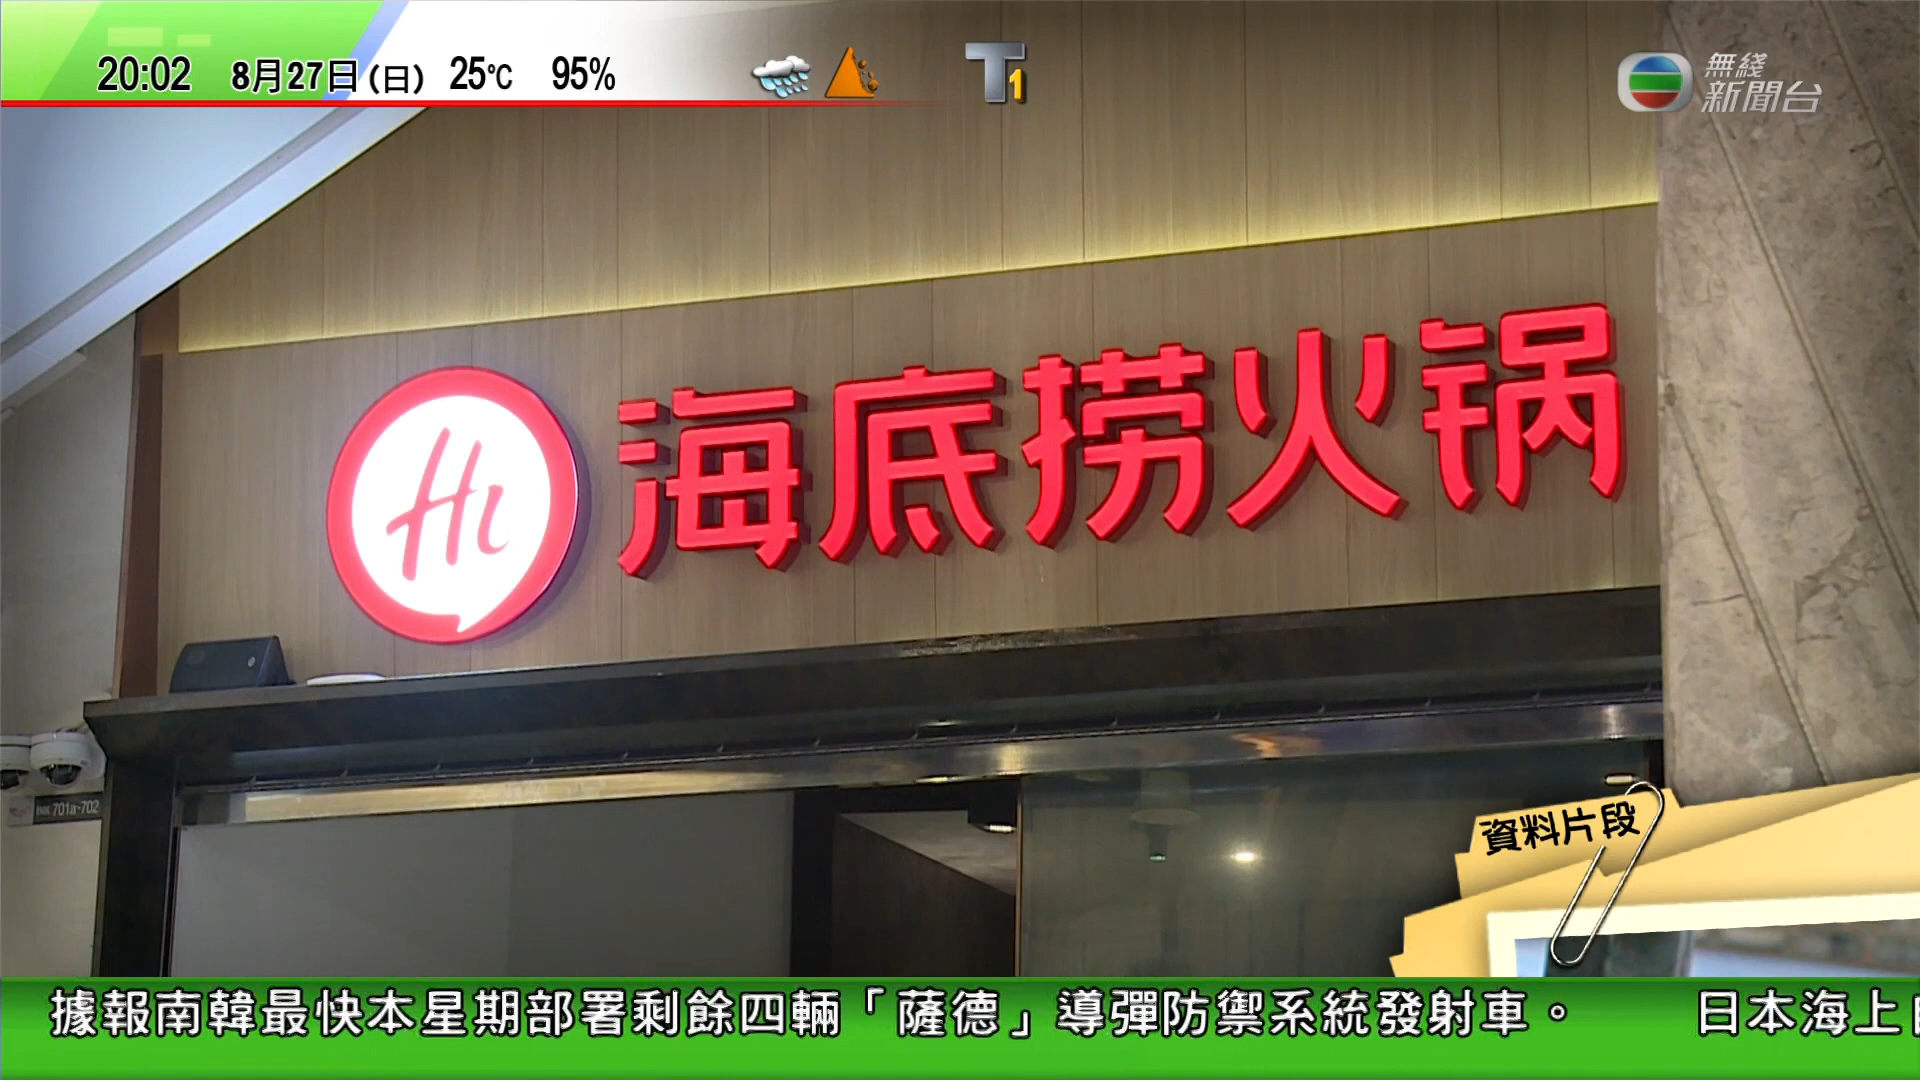 20:02 8月27日(日) 25℃ 95%
T1
無綫
新聞台
Hi 海底捞火锅
701a-702
資料片段
據報南韓最快本星期部署剩餘四輛「薩德」導彈防禦系統發射車。 日本海上